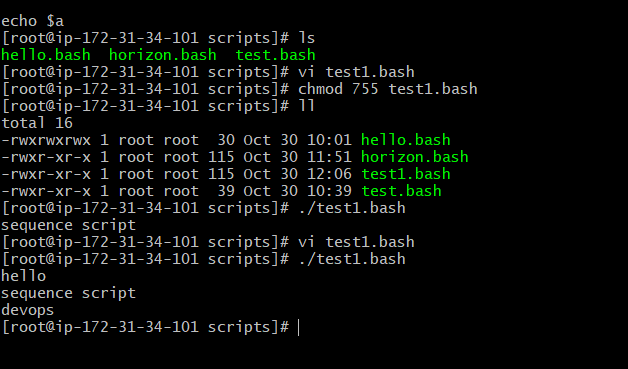 echo $a
[root@ip-172-31-34-101 scripts]# ls
hello.bash  horizon.bash  test.bash
[root@ip-172-31-34-101 scripts]# vi test1.bash
[root@ip-172-31-34-101 scripts]# chmod 755 test1.bash
[root@ip-172-31-34-101 scripts]# ll
total 16
-rwxrwxrwx 1 root root  30 Oct 30 10:01 hello.bash
-rwxr-xr-x 1 root root 115 Oct 30 11:51 horizon.bash
-rwxr-xr-x 1 root root 115 Oct 30 12:06 test1.bash
-rwxr-xr-x 1 root root  39 Oct 30 10:39 test.bash
[root@ip-172-31-34-101 scripts]# ./test1.bash
sequence script
[root@ip-172-31-34-101 scripts]# vi test1.bash
[root@ip-172-31-34-101 scripts]# ./test1.bash
hello
sequence script
devops
[root@ip-172-31-34-101 scripts]#